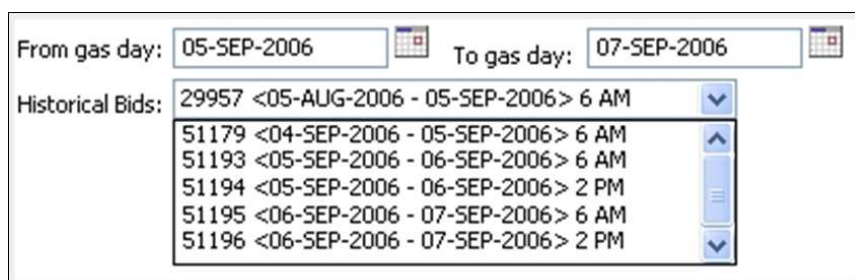 From gas day: 05-SEP-2006 To gas day: 07-SEP-2006
Historical Bids: 29957 <05-AUG-2006 - 05-SEP-2006> 6 AM
51179 <04-SEP-2006 - 05-SEP-2006> 6 AM
51193 <05-SEP-2006 - 06-SEP-2006> 6 AM
51194 <05-SEP-2006 - 06-SEP-2006> 2 PM
51195 <06-SEP-2006 - 07-SEP-2006> 6 AM
51196 <06-SEP-2006 - 07-SEP-2006> 2 PM